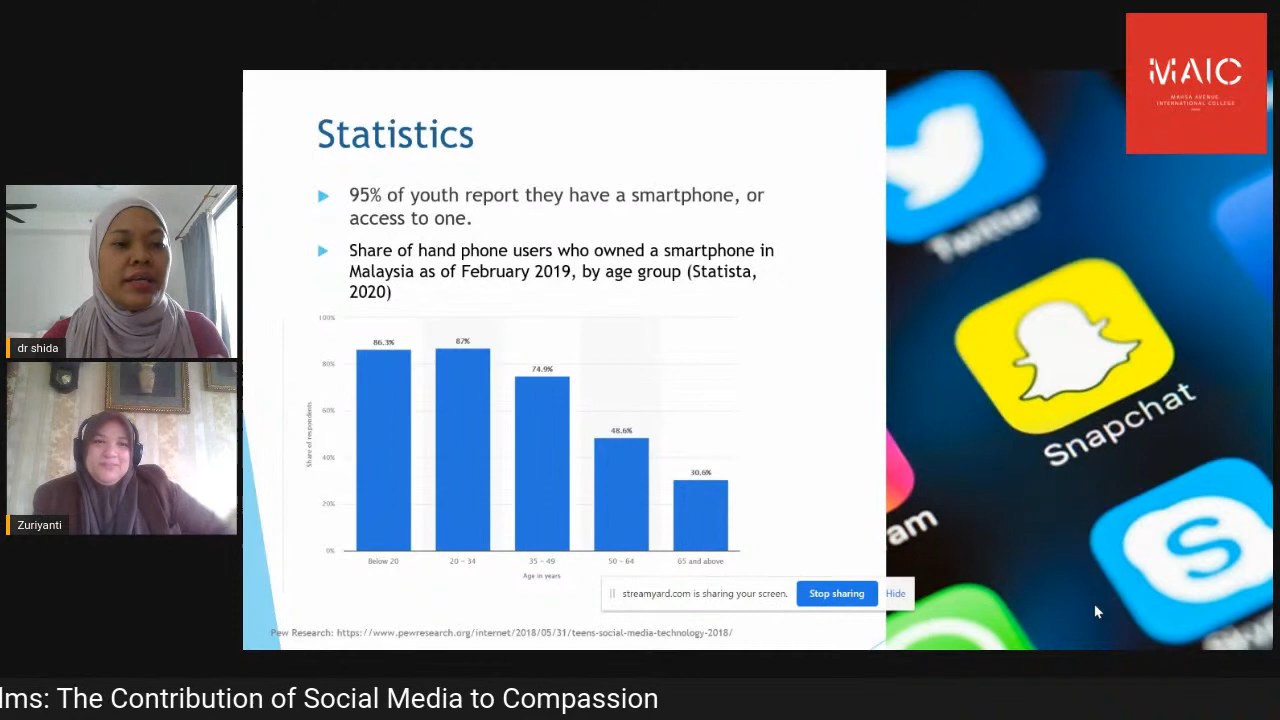 MAIC
MAHSA AVENUE
INTERNATIONAL COLLEGE
Statistics
95% of youth report they have a smartphone, or
access to one.
Share of hand phone users who owned a smartphone in
Malaysia as of February 2019, by age group (Statista,
2020)
100%
80%
60%
40%
20%
0%
Share of respondents
86.3%
87%
74.9%
48.6%
30.6%
Below 20
20 – 34
35 – 49
50 – 64
65 and above
Age in years
streamyard.com is sharing your screen.
Stop sharing
Hide
Pew Research: https://www.pewresearch.org/internet/2018/05/31/teens-social-media-technology-2018/
Twitter
Snapchat
am
dr shida
Zuriyanti
lms: The Contribution of Social Media to Compassion